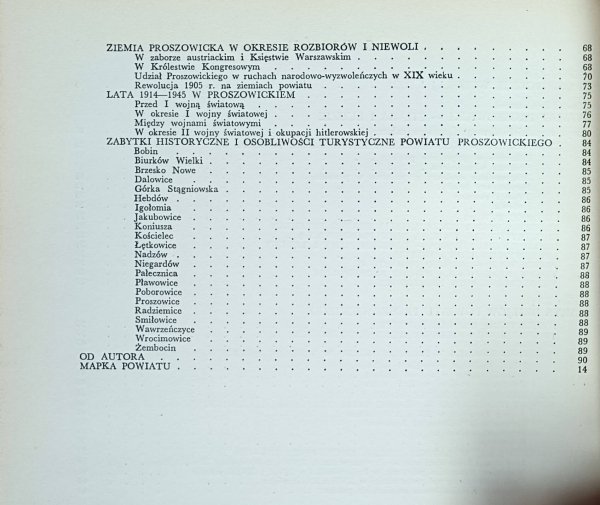 ZIEMIA PROSZOWICKA W OKRESIE ROZBIORÓW I NIEWOLI . . . . . . 68
W zaborze austriackim i Księstwie Warszawskim . . . . . . 68
W Królestwie Kongresowym . . . . . . 68
Udział Proszowickiego w ruchach narodowo-wyzwoleńczych w XIX wieku . . . . . . 70
Rewolucja 1905 r. na ziemiach powiatu . . . . . . 73
LATA 1914—1945 W PROSZOWICKIEM . . . . . . 75
Przed I wojną światową . . . . . . 75
W okresie I wojny światowej . . . . . . 76
Między wojnami światowymi . . . . . . 77
W okresie II wojny światowej i okupacji hitlerowskiej . . . . . . 80
ZABYTKI HISTORYCZNE I OSOBLIWOŚCI TURYSTYCZNE POWIATU PROSZOWICKIEGO . . 84
Bobin . . . . . . 84
Biurków Wielki . . . . . . 84
Brzesko Nowe . . . . . . 85
Dalowice . . . . . . 85
Górka Stągniowska . . . . . . 85
Hebdów . . . . . . 86
Igołomia . . . . . . 86
Jakubowice . . . . . . 86
Koniusza . . . . . . 86
Kościelec . . . . . . 87
Łętkowice . . . . . . 87
Nadzów . . . . . . 87
Niegardów . . . . . . 87
Pałecznica . . . . . . 88
Pławowice . . . . . . 88
Poborowice . . . . . . 88
Proszowice . . . . . . 88
Radziemice . . . . . . 88
Smiłowice . . . . . . 88
Wawrzeńczyce . . . . . . 89
Wrocimowice . . . . . . 89
Żembocin . . . . . . 89
OD AUTORA . . . . . . 90
MAPKA POWIATU . . . . . . 14